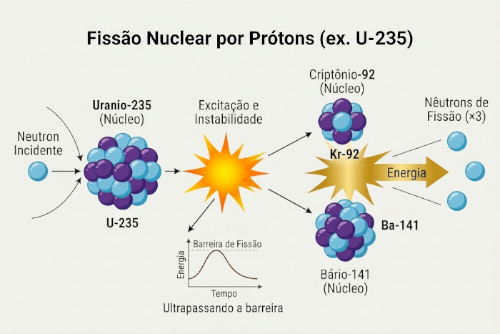 Fissão Nuclear por Prótons (ex. U-235)
Neutron
Incidente
Uranio-235
(Núcleo)
U-235
Excitação e
Instabilidade
Criptônio-92
(Núcleo)
Kr-92
Energia
Nêutrons de
Fissão (×3)
Ba-141
Bário-141
(Núcleo)
Barreira de Fissão
Energia
Tempo
Ultrapassando a barreira